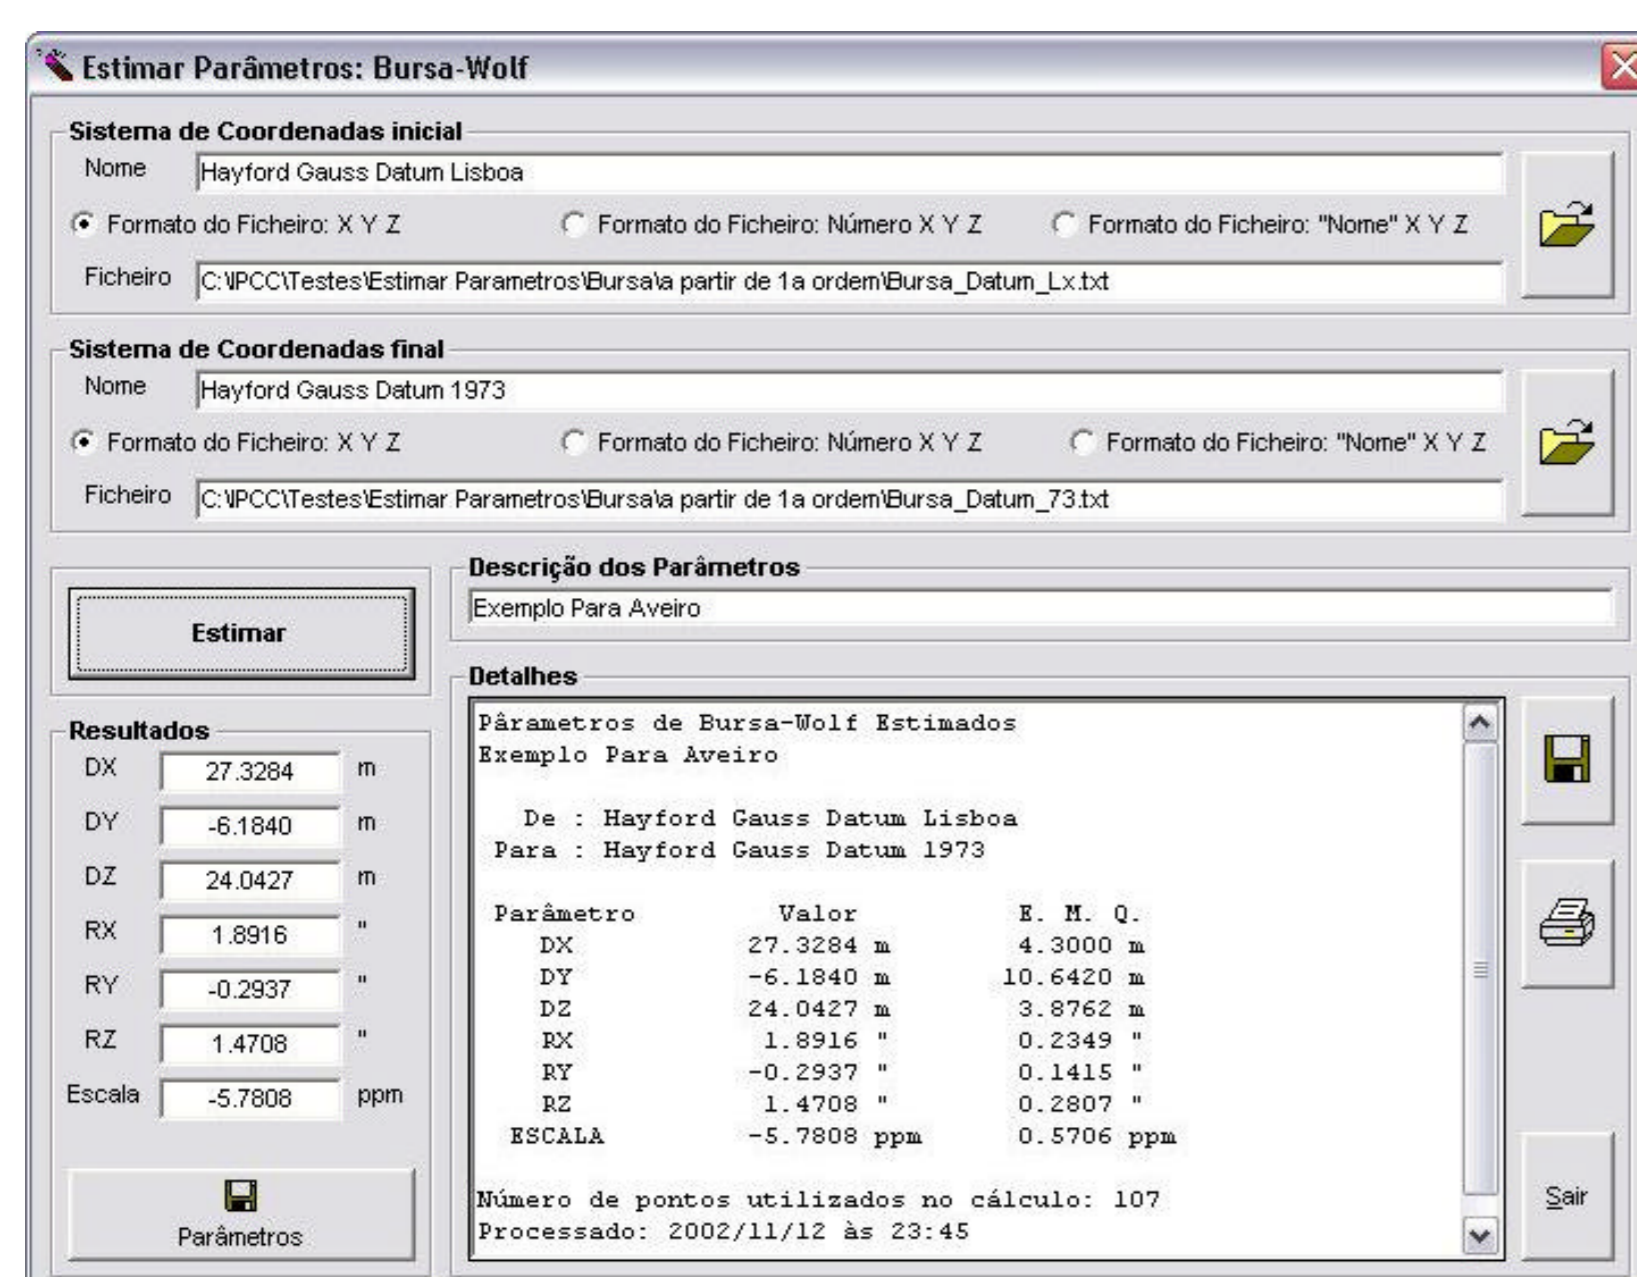 Estimar Parâmetros: Bursa-Wolf
Sistema de Coordenadas inicial
Nome Hayford Gauss Datum Lisboa
Formato do Ficheiro: X Y Z Formato do Ficheiro: Número X Y Z Formato do Ficheiro: "Nome" X Y Z
Ficheiro C:\IPCC\Testes\Estimar Parametros\Bursa\a partir de 1a ordem\Bursa_Datum_Lx.txt
Sistema de Coordenadas final
Nome Hayford Gauss Datum 1973
Formato do Ficheiro: X Y Z Formato do Ficheiro: Número X Y Z Formato do Ficheiro: "Nome" X Y Z
Ficheiro C:\IPCC\Testes\Estimar Parametros\Bursa\a partir de 1a ordem\Bursa_Datum_73.txt
Estimar
Descrição dos Parâmetros
Exemplo Para Aveiro
Resultados
DX 27.3284 m
DY -6.1840 m
DZ 24.0427 m
RX 1.8916 "
RY -0.2937 "
RZ 1.4708 "
Escala -5.7808 ppm
Parâmetros
Detalhes
Pârametros de Bursa-Wolf Estimados
Exemplo Para Aveiro
De : Hayford Gauss Datum Lisboa
Para : Hayford Gauss Datum 1973
Parâmetro Valor E. M. Q.
DX 27.3284 m 4.3000 m
DY -6.1840 m 10.6420 m
DZ 24.0427 m 3.8762 m
RX 1.8916 " 0.2349 "
RY -0.2937 " 0.1415 "
RZ 1.4708 " 0.2807 "
ESCALA -5.7808 ppm 0.5706 ppm
Número de pontos utilizados no cálculo: 107
Processado: 2002/11/12 às 23:45
Sair